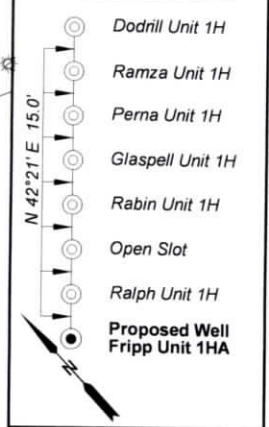 Dodrill Unit 1H
Ramza Unit 1H
Perna Unit 1H
Glaspell Unit 1H
Rabin Unit 1H
Open Slot
Ralph Unit 1H
Proposed Well
Fripp Unit 1HA
N 42°21' E 15.0'
N